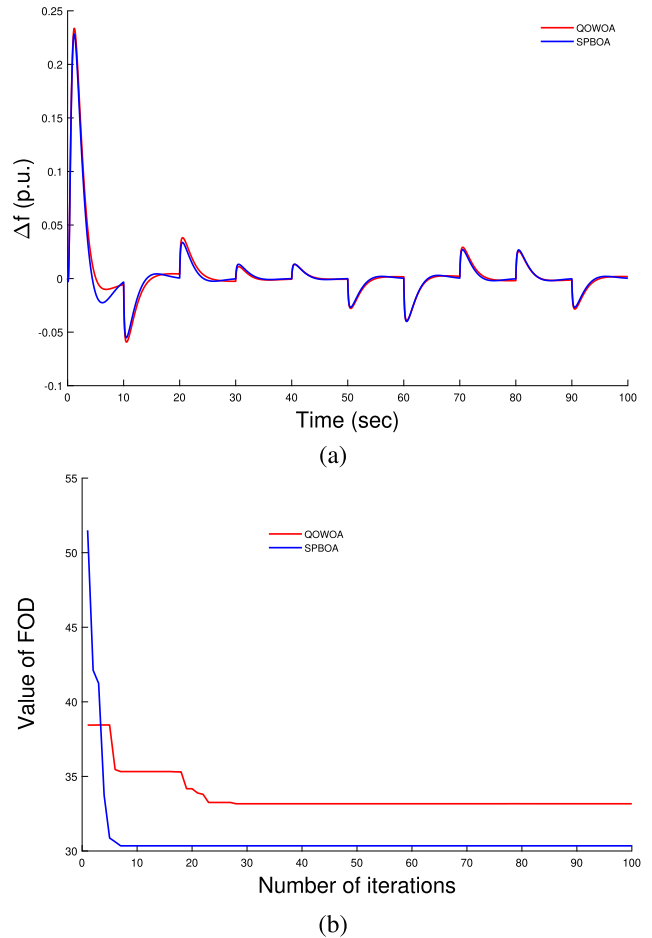 0.25
QOWOA
SPBOA
0.2
0.15
0.1
0.05
0
-0.05
-0.1
Δf (p.u.)
0 10 20 30 40 50 60 70 80 90 100
Time (sec)
(a)
55
QOWOA
SPBOA
50
45
40
35
30
Value of FOD
0 10 20 30 40 50 60 70 80 90 100
Number of iterations
(b)